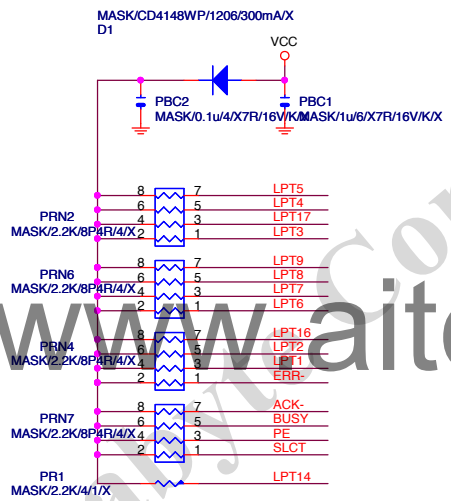 MASK/CD4148WP/1206/300mA/X
D1
VCC
PBC2
MASK/0.1u/4/X7R/16V/K/X
PBC1
MASK/1u/6/X7R/16V/K/X
8 7 LPT5
6 5 LPT4
4 3 LPT17
2 1 LPT3
PRN2
MASK/2.2K/8P4R/4/X
8 7 LPT9
6 5 LPT8
4 3 LPT7
2 1 LPT6
PRN6
MASK/2.2K/8P4R/4/X
8 7 LPT16
6 5 LPT2
4 3 LPT1
2 1 ERR-
PRN4
MASK/2.2K/8P4R/4/X
8 7 ACK-
6 5 BUSY
4 3 PE
2 1 SLCT
PRN7
MASK/2.2K/8P4R/4/X
PR1
MASK/2.2K/4/1/X
LPT14
www.aite